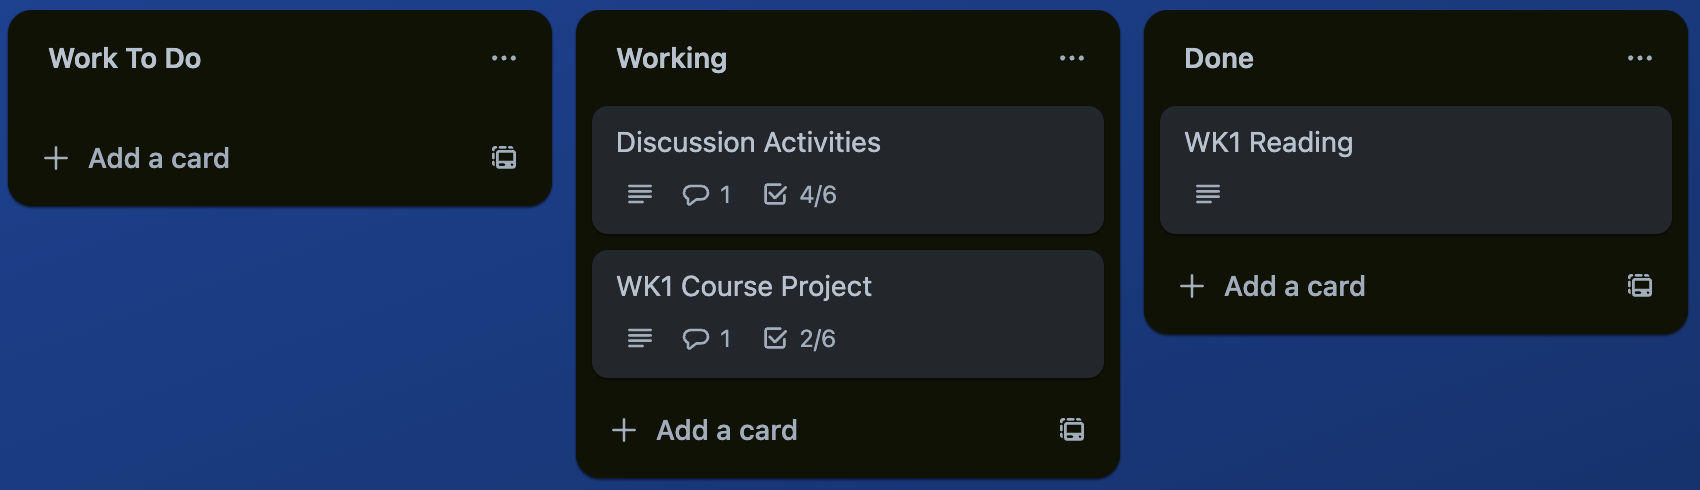 Work To Do
Add a card
Working
Discussion Activities
1 4/6
WK1 Course Project
1 2/6
Add a card
Done
WK1 Reading
Add a card